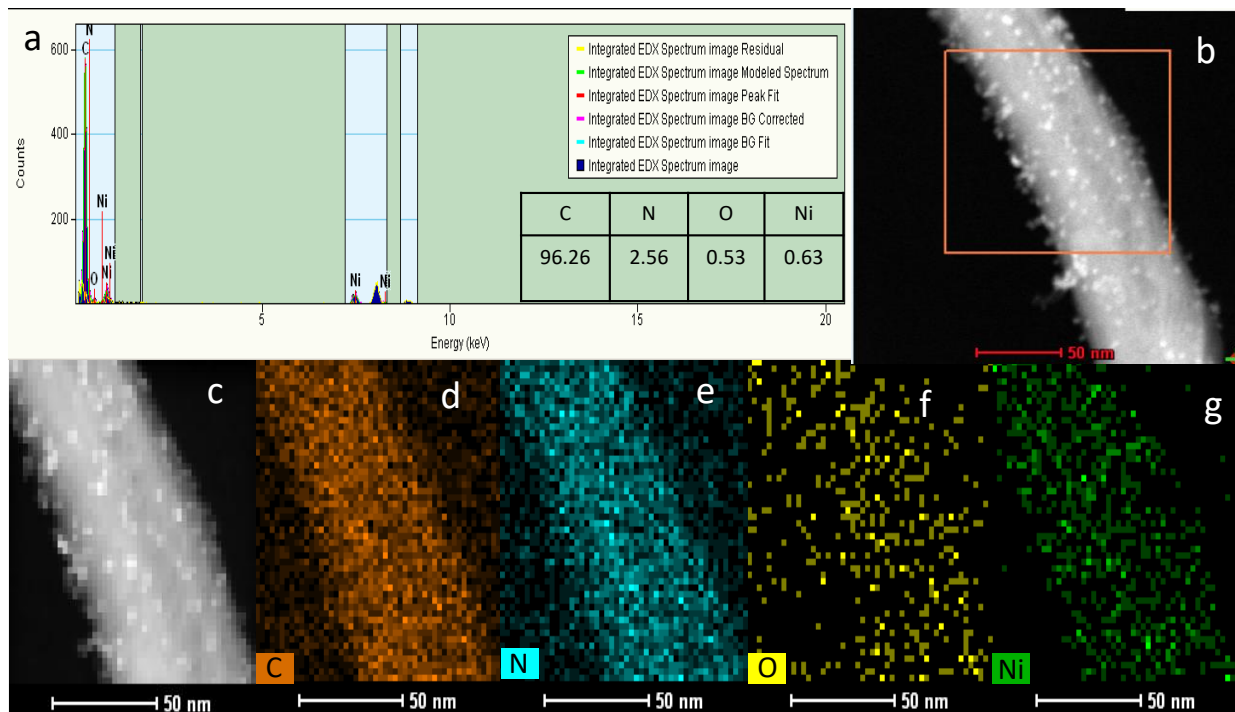 a
Counts
600
400
200
N
C
Ni
Ni
Ni
O
Ni
Ni
Integrated EDX Spectrum image Residual
Integrated EDX Spectrum image Modeled Spectrum
Integrated EDX Spectrum image Peak Fit
Integrated EDX Spectrum image BG Corrected
Integrated EDX Spectrum image BG Fit
Integrated EDX Spectrum image
C N O Ni
96.26 2.56 0.53 0.63
5 10 15 20
Energy (keV)
b
50 nm
c
d
e
f
g
C
N
O
Ni
50 nm
50 nm
50 nm
50 nm
50 nm